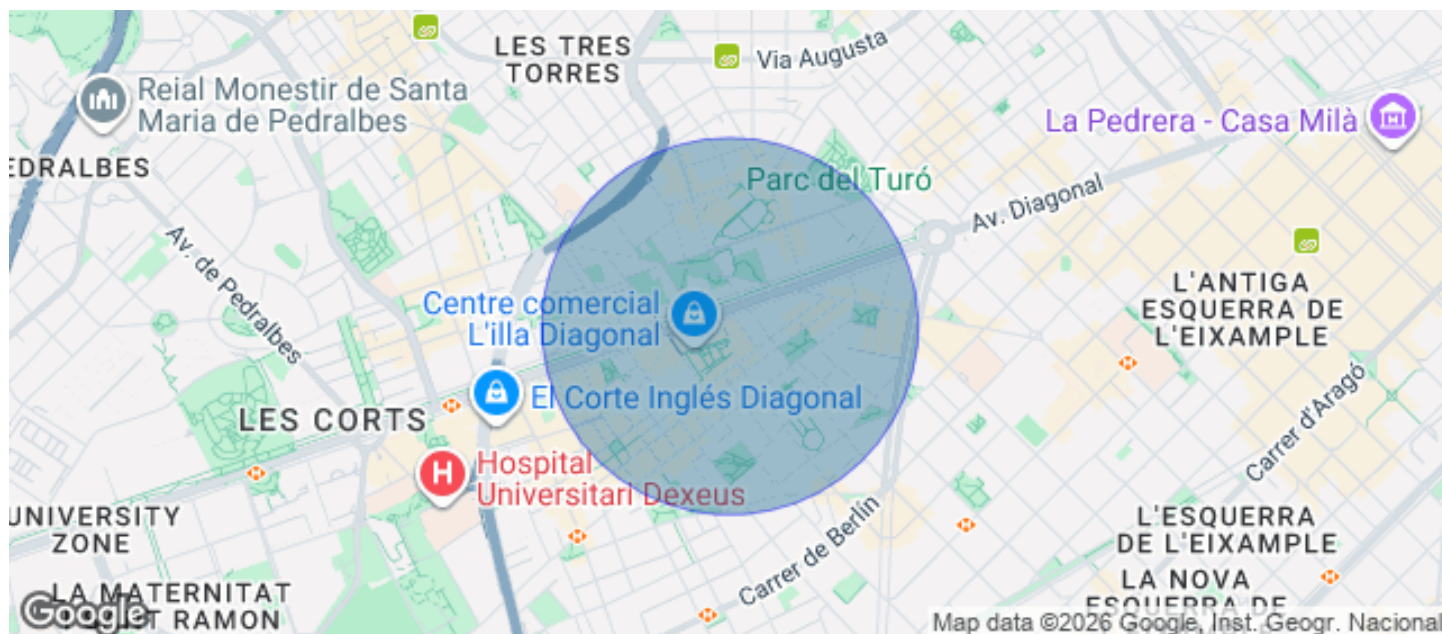 LES TRES
TORRES
Via Augusta
Reial Monestir de Santa
Maria de Pedralbes
La Pedrera - Casa Milà
EDRALBES
Parc del Turó
Av. Diagonal
Av. de Pedralbes
L'ANTIGA
ESQUERRA DE
L'EIXAMPLE
Centre comercial
L'illa Diagonal
El Corte Inglés Diagonal
LES CORTS
Carrer d'Aragó
H
Hospital
Universitari Dexeus
UNIVERSITY
ZONE
L'ESQUERRA
DE L'EIXAMPLE
Carrer de Berlín
LA NOVA
ESQUERRA DE
LA MATERNITAT
RAMON
Google
Map data ©2026 Google, Inst. Geogr. Nacional